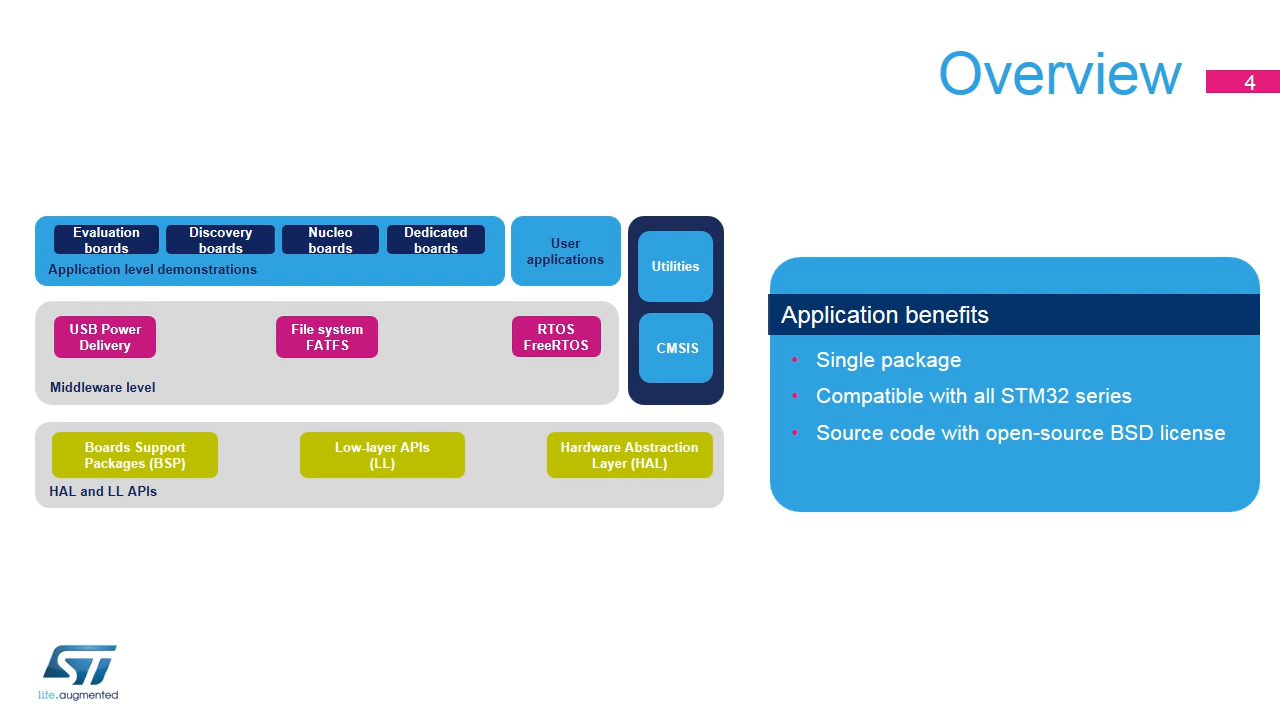 Overview
4
Evaluation
boards
Discovery
boards
Nucleo
boards
Dedicated
boards
Application level demonstrations
User
applications
Utilities
CMSIS
USB Power
Delivery
File system
FATFS
RTOS
FreeRTOS
Middleware level
Boards Support
Packages (BSP)
Low-layer APIs
(LL)
Hardware Abstraction
Layer (HAL)
HAL and LL APIs
Application benefits
• Single package
• Compatible with all STM32 series
• Source code with open-source BSD license
ST
life.augmented